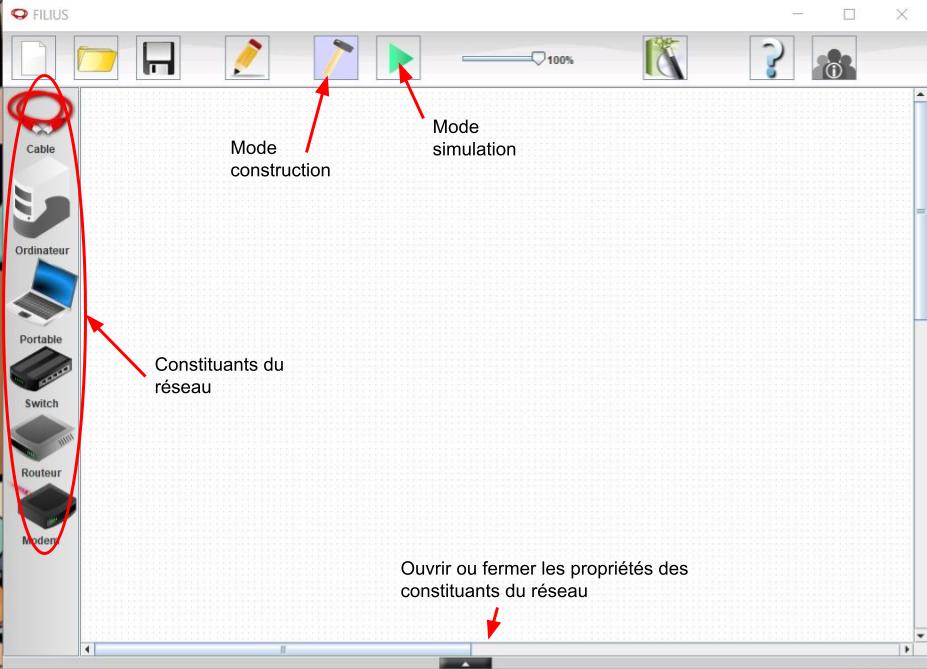 FILIUS
100%
Mode
construction
Mode
simulation
Cable
Ordinateur
Portable
Switch
Routeur
Modem
Constituants du
réseau
Ouvrir ou fermer les propriétés des
constituants du réseau